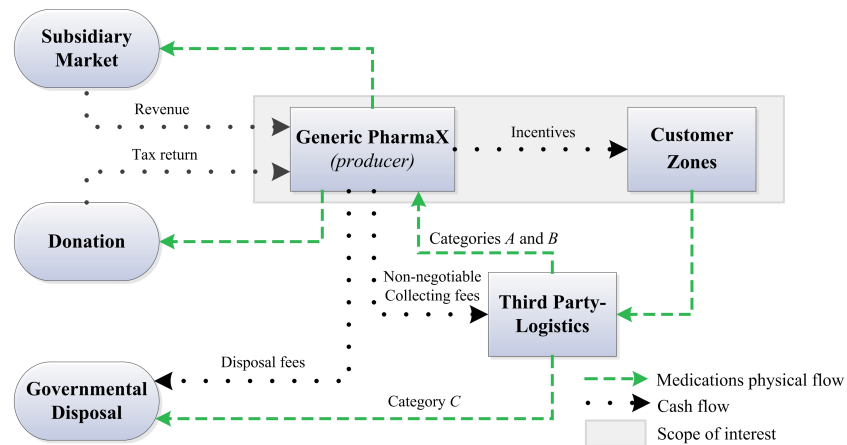 Subsidiary
Market
Revenue
Tax return
Donation
Generic PharmaX
(producer)
Incentives
Customer
Zones
Categories A and B
Non-negotiable
Collecting fees
Third Party-
Logistics
Disposal fees
Governmental
Disposal
Category C
Medications physical flow
Cash flow
Scope of interest